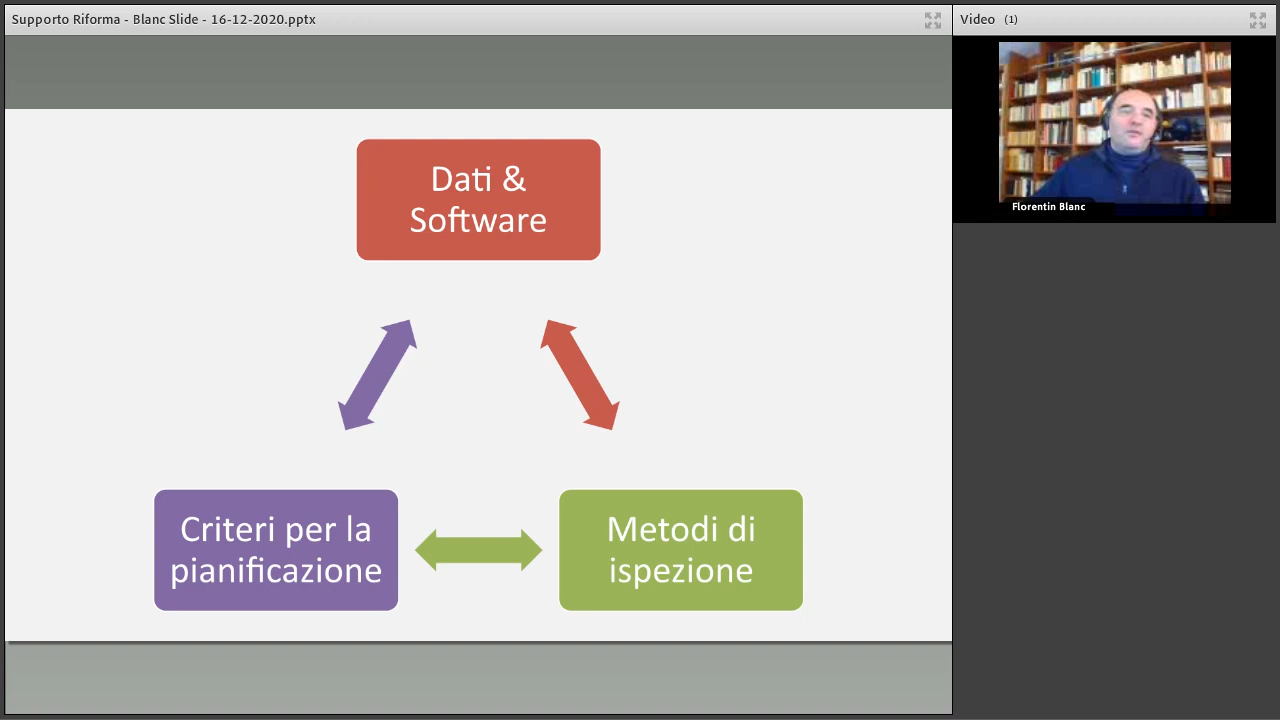 Supporto Riforma - Blanc Slide - 16-12-2020.pptx
Video (1)
Florentin Blanc
Dati &
Software
Criteri per la
pianificazione
Metodi di
ispezione